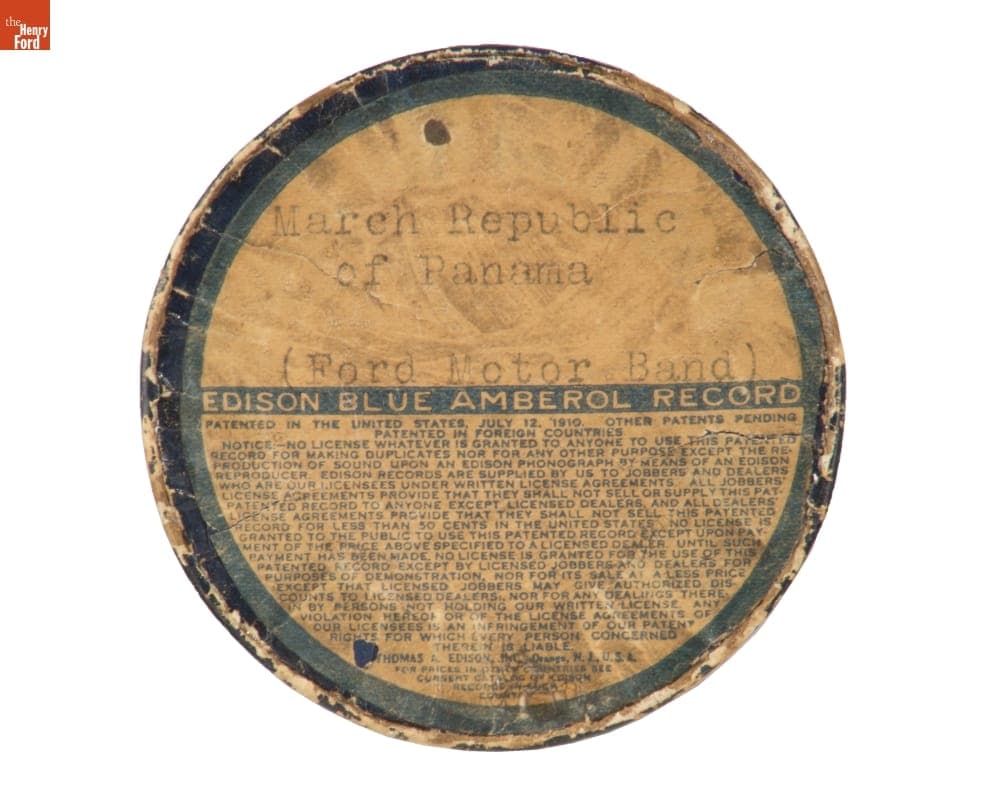 the
Henry
Ford
March Republic
of Panama
(Ford Motor Band)
EDISON BLUE AMBEROL RECORD
PATENTED IN THE UNITED STATES, JULY 12, 1910. OTHER PATENTS PENDING
PATENTED IN FOREIGN COUNTRIES
NOTICE—NO LICENSE WHATEVER IS GRANTED TO ANYONE TO USE THIS PATENTED
RECORD FOR MAKING DUPLICATES NOR FOR ANY OTHER PURPOSE EXCEPT THE RE-
PRODUCTION OF SOUND UPON AN EDISON PHONOGRAPH BY MEANS OF AN EDISON
REPRODUCER. EDISON RECORDS ARE SUPPLIED BY US TO JOBBERS AND DEALERS
WHO ARE OUR LICENSEES UNDER WRITTEN LICENSE AGREEMENTS. ALL JOBBERS'
LICENSE AGREEMENTS PROVIDE THAT THEY SHALL NOT SELL OR SUPPLY THIS PAT-
ENTED RECORD TO ANYONE EXCEPT LICENSED DEALERS, AND ALL DEALERS'
LICENSE AGREEMENTS PROVIDE THAT THEY SHALL NOT SELL THIS PATENTED
RECORD FOR LESS THAN 50 CENTS IN THE UNITED STATES. NO LICENSE IS
GRANTED TO THE PUBLIC TO USE THIS PATENTED RECORD EXCEPT UPON PAY-
MENT OF THE PRICE ABOVE SPECIFIED TO A LICENSED DEALER. UNTIL SUCH
PAYMENT HAS BEEN MADE, NO LICENSE IS GRANTED FOR THE USE OF THIS
PATENTED RECORD EXCEPT BY LICENSED JOBBERS AND DEALERS FOR
PURPOSES OF DEMONSTRATION, NOR FOR ITS SALE AT A LESS PRICE
EXCEPT THAT LICENSED JOBBERS MAY GIVE AUTHORIZED DIS-
COUNTS TO LICENSED DEALERS, NOR FOR ANY DEALINGS THERE-
IN BY PERSONS NOT HOLDING OUR WRITTEN LICENSE. ANY
VIOLATION HEREOF OR OF THE LICENSE AGREEMENTS OF
OUR LICENSEES IS AN INFRINGEMENT OF OUR PATENT
RIGHTS FOR WHICH EVERY PERSON CONCERNED
THEREIN IS LIABLE.
THOMAS A. EDISON, INC., Orange, N.J., U.S.A.
FOR PRICES IN OTHER COUNTRIES SEE
CURRENT CATALOG OF EDISON
RECORDS IN SUCH